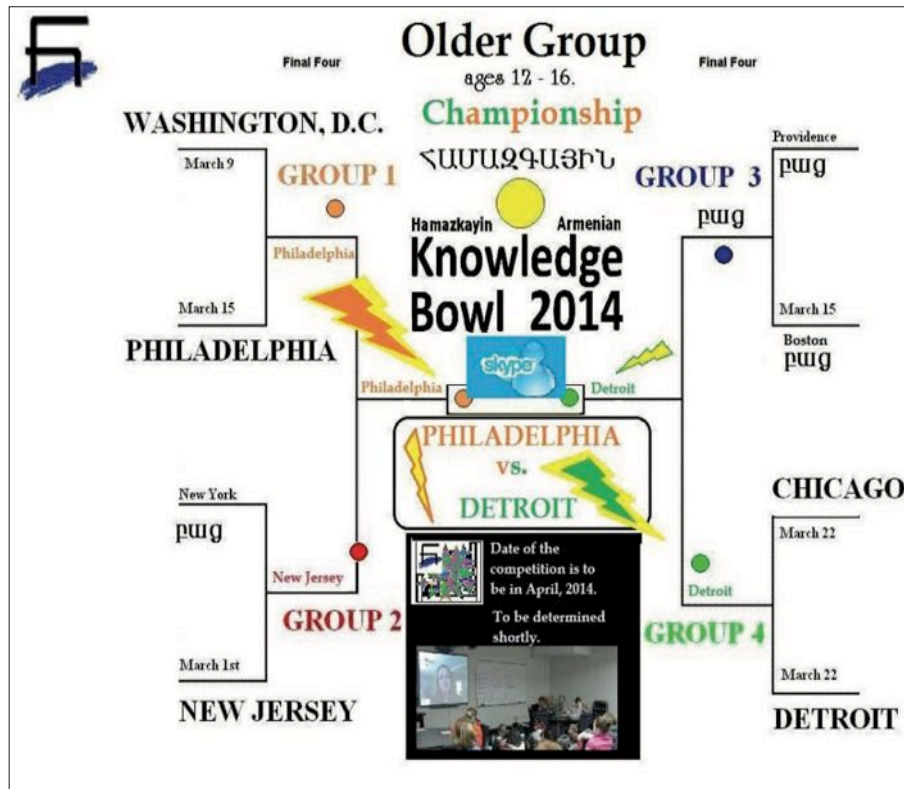 Older Group
ages 12 - 16.
Championship
ՀԱՄԱԶԳԱՅԻՆ
Hamazkayin Armenian
Knowledge
Bowl 2014
Final Four
WASHINGTON, D.C.
March 9
GROUP 1
Philadelphia
March 15
PHILADELPHIA
Philadelphia
New York
բաց
New Jersey
GROUP 2
March 1st
NEW JERSEY
skype
PHILADELPHIA
vs.
DETROIT
Date of the
competition is to
be in April, 2014.
To be determined
shortly.
Final Four
Providence
բաց
GROUP 3
բաց
March 15
Boston
բաց
Detroit
CHICAGO
March 22
Detroit
GROUP 4
March 22
DETROIT